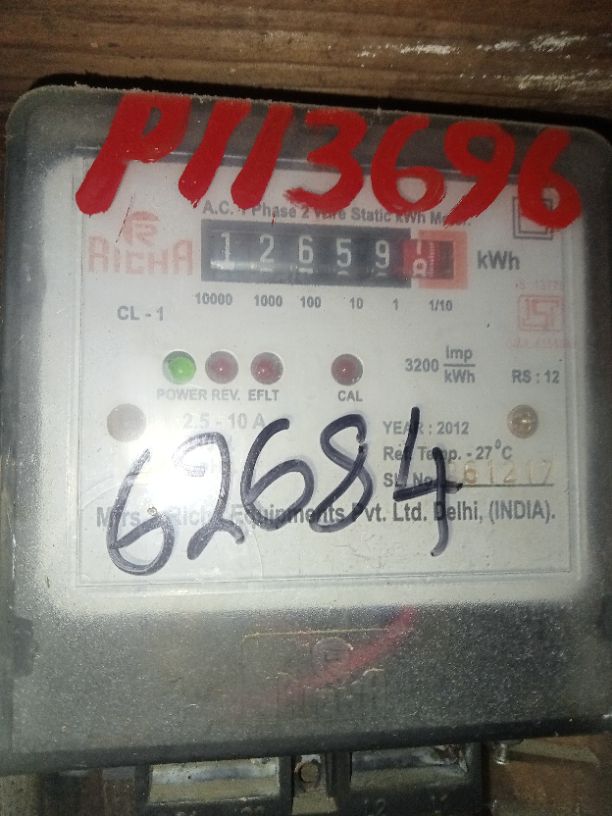 P113696
A.C. 1 Phase 2 Wire Static kWh Meter.
RICHA
12659 kWh
10000 1000 100 10 1 1/10
CL - 1
POWER REV. EFLT CAL
3200 imp/kWh
RS : 12
2.5 - 10 A
YEAR : 2012
Ref. Temp. - 27°C
62684
Equipments Pvt. Ltd. Delhi, (INDIA).